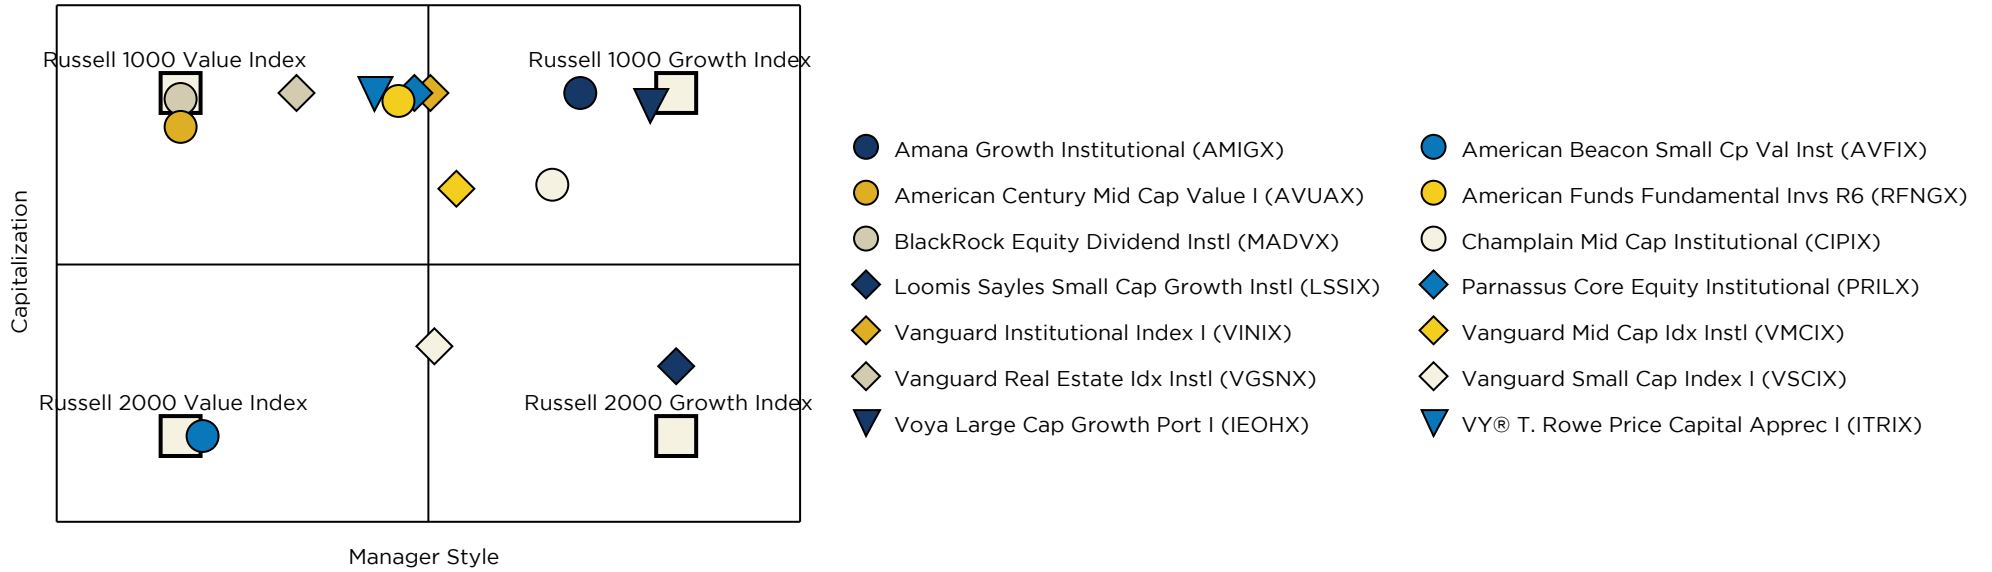 Russell 1000 Value Index
Russell 1000 Growth Index
Capitalization
Russell 2000 Value Index
Russell 2000 Growth Index
Manager Style
Amana Growth Institutional (AMIGX)
American Beacon Small Cp Val Inst (AVFIX)
American Century Mid Cap Value I (AVUAX)
American Funds Fundamental Invs R6 (RFNGX)
BlackRock Equity Dividend Instl (MADVX)
Champlain Mid Cap Institutional (CIPIX)
Loomis Sayles Small Cap Growth Instl (LSSIX)
Parnassus Core Equity Institutional (PRILX)
Vanguard Institutional Index I (VINIX)
Vanguard Mid Cap Idx Instl (VMCIX)
Vanguard Real Estate Idx Instl (VGSNX)
Vanguard Small Cap Index I (VSCIX)
Voya Large Cap Growth Port I (IEOHX)
VY® T. Rowe Price Capital Apprec I (ITRIX)